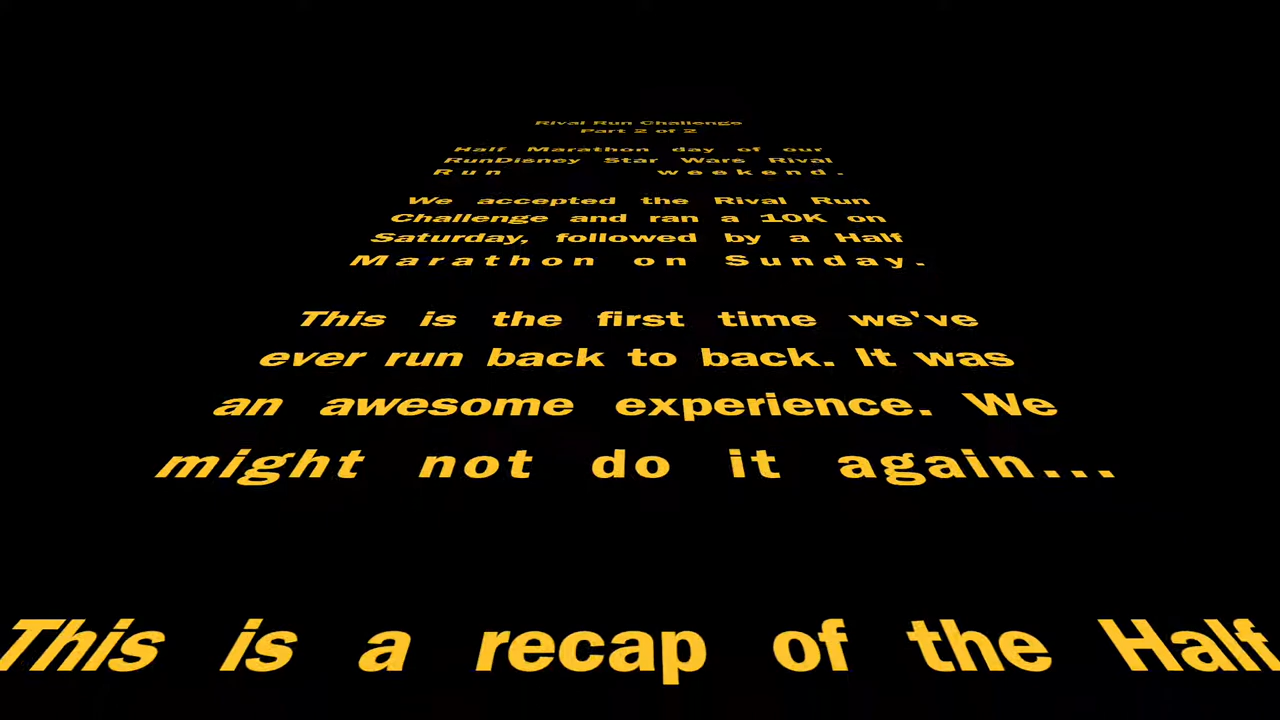 Rival Run Challenge
Part 2 of 2
Half Marathon day of our
RunDisney Star Wars Rival
Run weekend.
We accepted the Rival Run
Challenge and ran a 10K on
Saturday, followed by a Half
Marathon on Sunday.
This is the first time we've
ever run back to back. It was
an awesome experience. We
might not do it again...
This is a recap of the Half